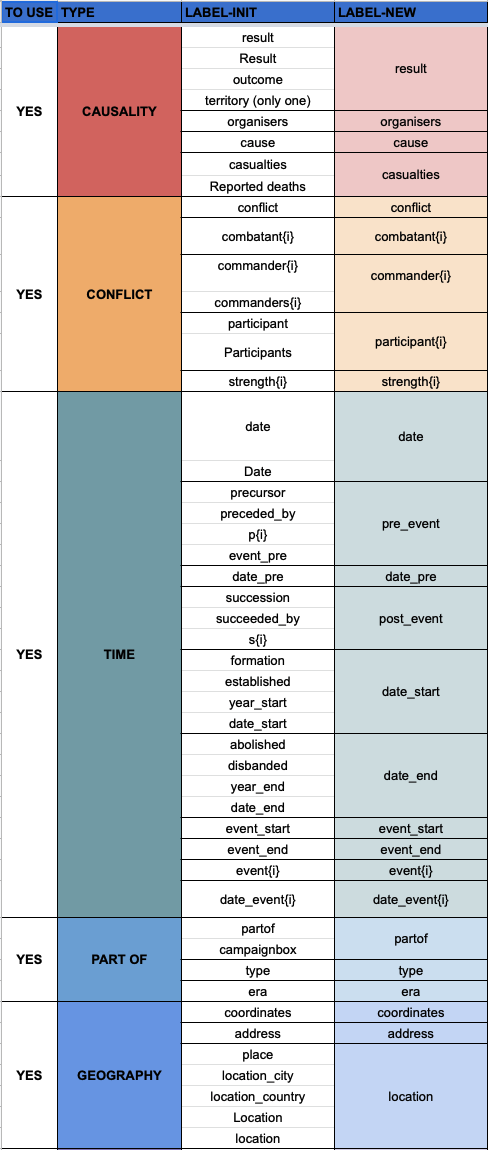 TO USE TYPE LABEL-INIT LABEL-NEW
result
Result
outcome
territory (only one)
result
YES CAUSALITY
organisers organisers
cause cause
casualties
Reported deaths
casualties
conflict conflict
combatant{i} combatant{i}
commander{i}
commanders{i}
commander{i}
YES CONFLICT
participant
Participants
participant{i}
strength{i} strength{i}
date
Date
date
precursor
preceded_by
p{i}
event_pre
pre_event
date_pre date_pre
succession
succeeded_by
s{i}
post_event
YES TIME
formation
established
year_start
date_start
date_start
abolished
disbanded
year_end
date_end
date_end
event_start event_start
event_end event_end
event{i} event{i}
date_event{i} date_event{i}
partof
campaignbox
partof
YES PART OF
type type
era era
coordinates coordinates
address address
YES GEOGRAPHY
place
location_city
location_country
Location
location
location